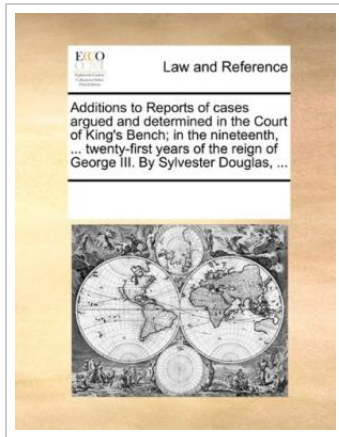 ECCO
Law and Reference
Additions to Reports of cases
argued and determined in the Court
of King's Bench; in the nineteenth,
... twenty-first years of the reign of
George III. By Sylvester Douglas, ...